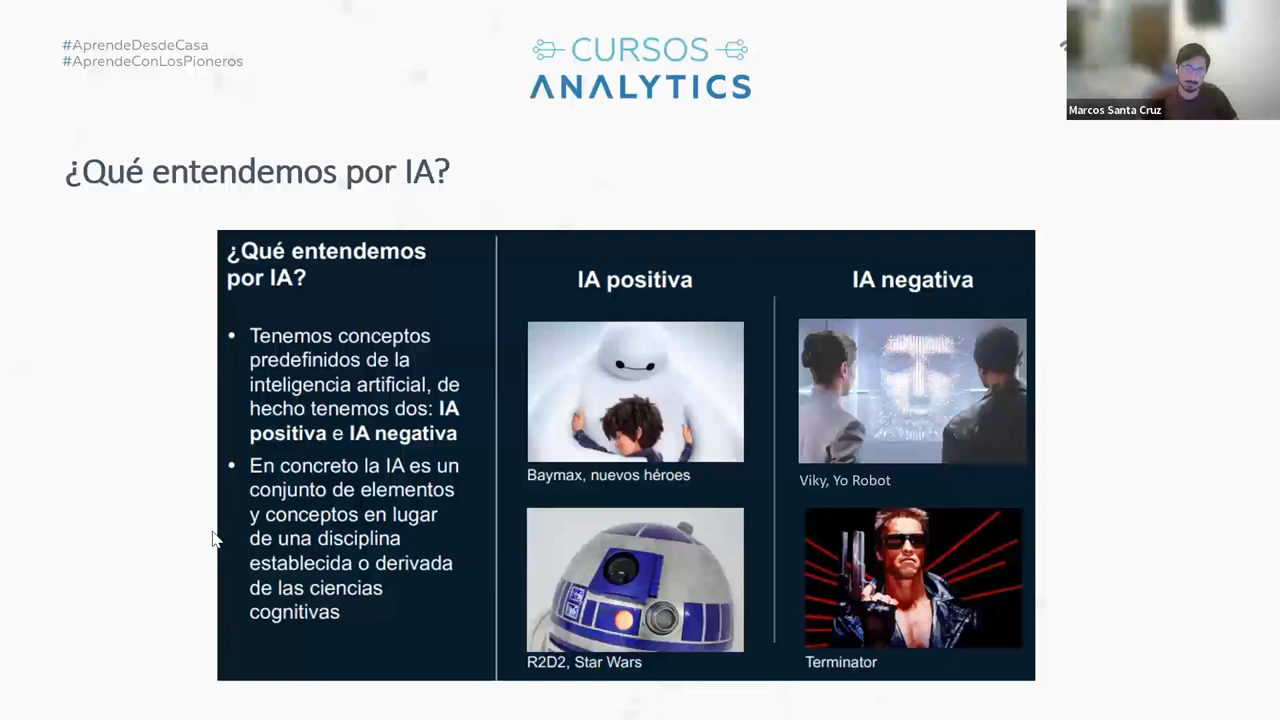 #AprendeDesdeCasa
#AprendeConLosPioneros
CURSOS
ANALYTICS
Marcos Santa Cruz
¿Qué entendemos por IA?
¿Qué entendemos
por IA?
• Tenemos conceptos
predefinidos de la
inteligencia artificial, de
hecho tenemos dos: IA
positiva e IA negativa
• En concreto la IA es un
conjunto de elementos
y conceptos en lugar
de una disciplina
establecida o derivada
de las ciencias
cognitivas
IA positiva
Baymax, nuevos héroes
R2D2, Star Wars
IA negativa
Viky, Yo Robot
Terminator